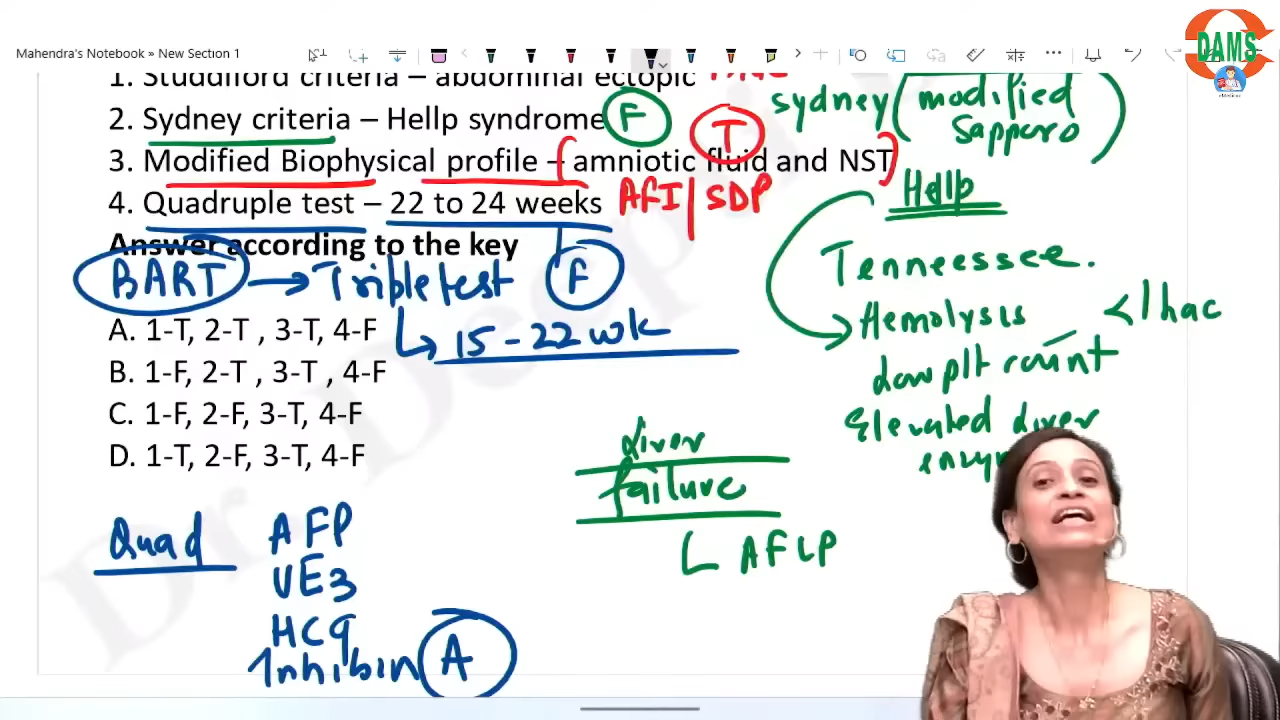 Mahendra's Notebook » New Section 1
DAMS
1. Studdiford criteria – abdominal ectopic
sydney (modified
Sapporo)
2. Sydney criteria – Hellp syndrome F
T
3. Modified Biophysical profile – amniotic fluid and NST
Hellp
4. Quadruple test – 22 to 24 weeks AFI / SDP
Answer according to the key
Tenneessee.
BART → Triple test F
15 - 22 wk
Hemolysis <1 lac
low plt count
Elevated liver
A. 1-T, 2-T , 3-T, 4-F
B. 1-F, 2-T , 3-T , 4-F
C. 1-F, 2-F, 3-T, 4-F
D. 1-T, 2-F, 3-T, 4-F
liver
failure
AFLP
Quad AFP
UE3
HCG
Inhibin A